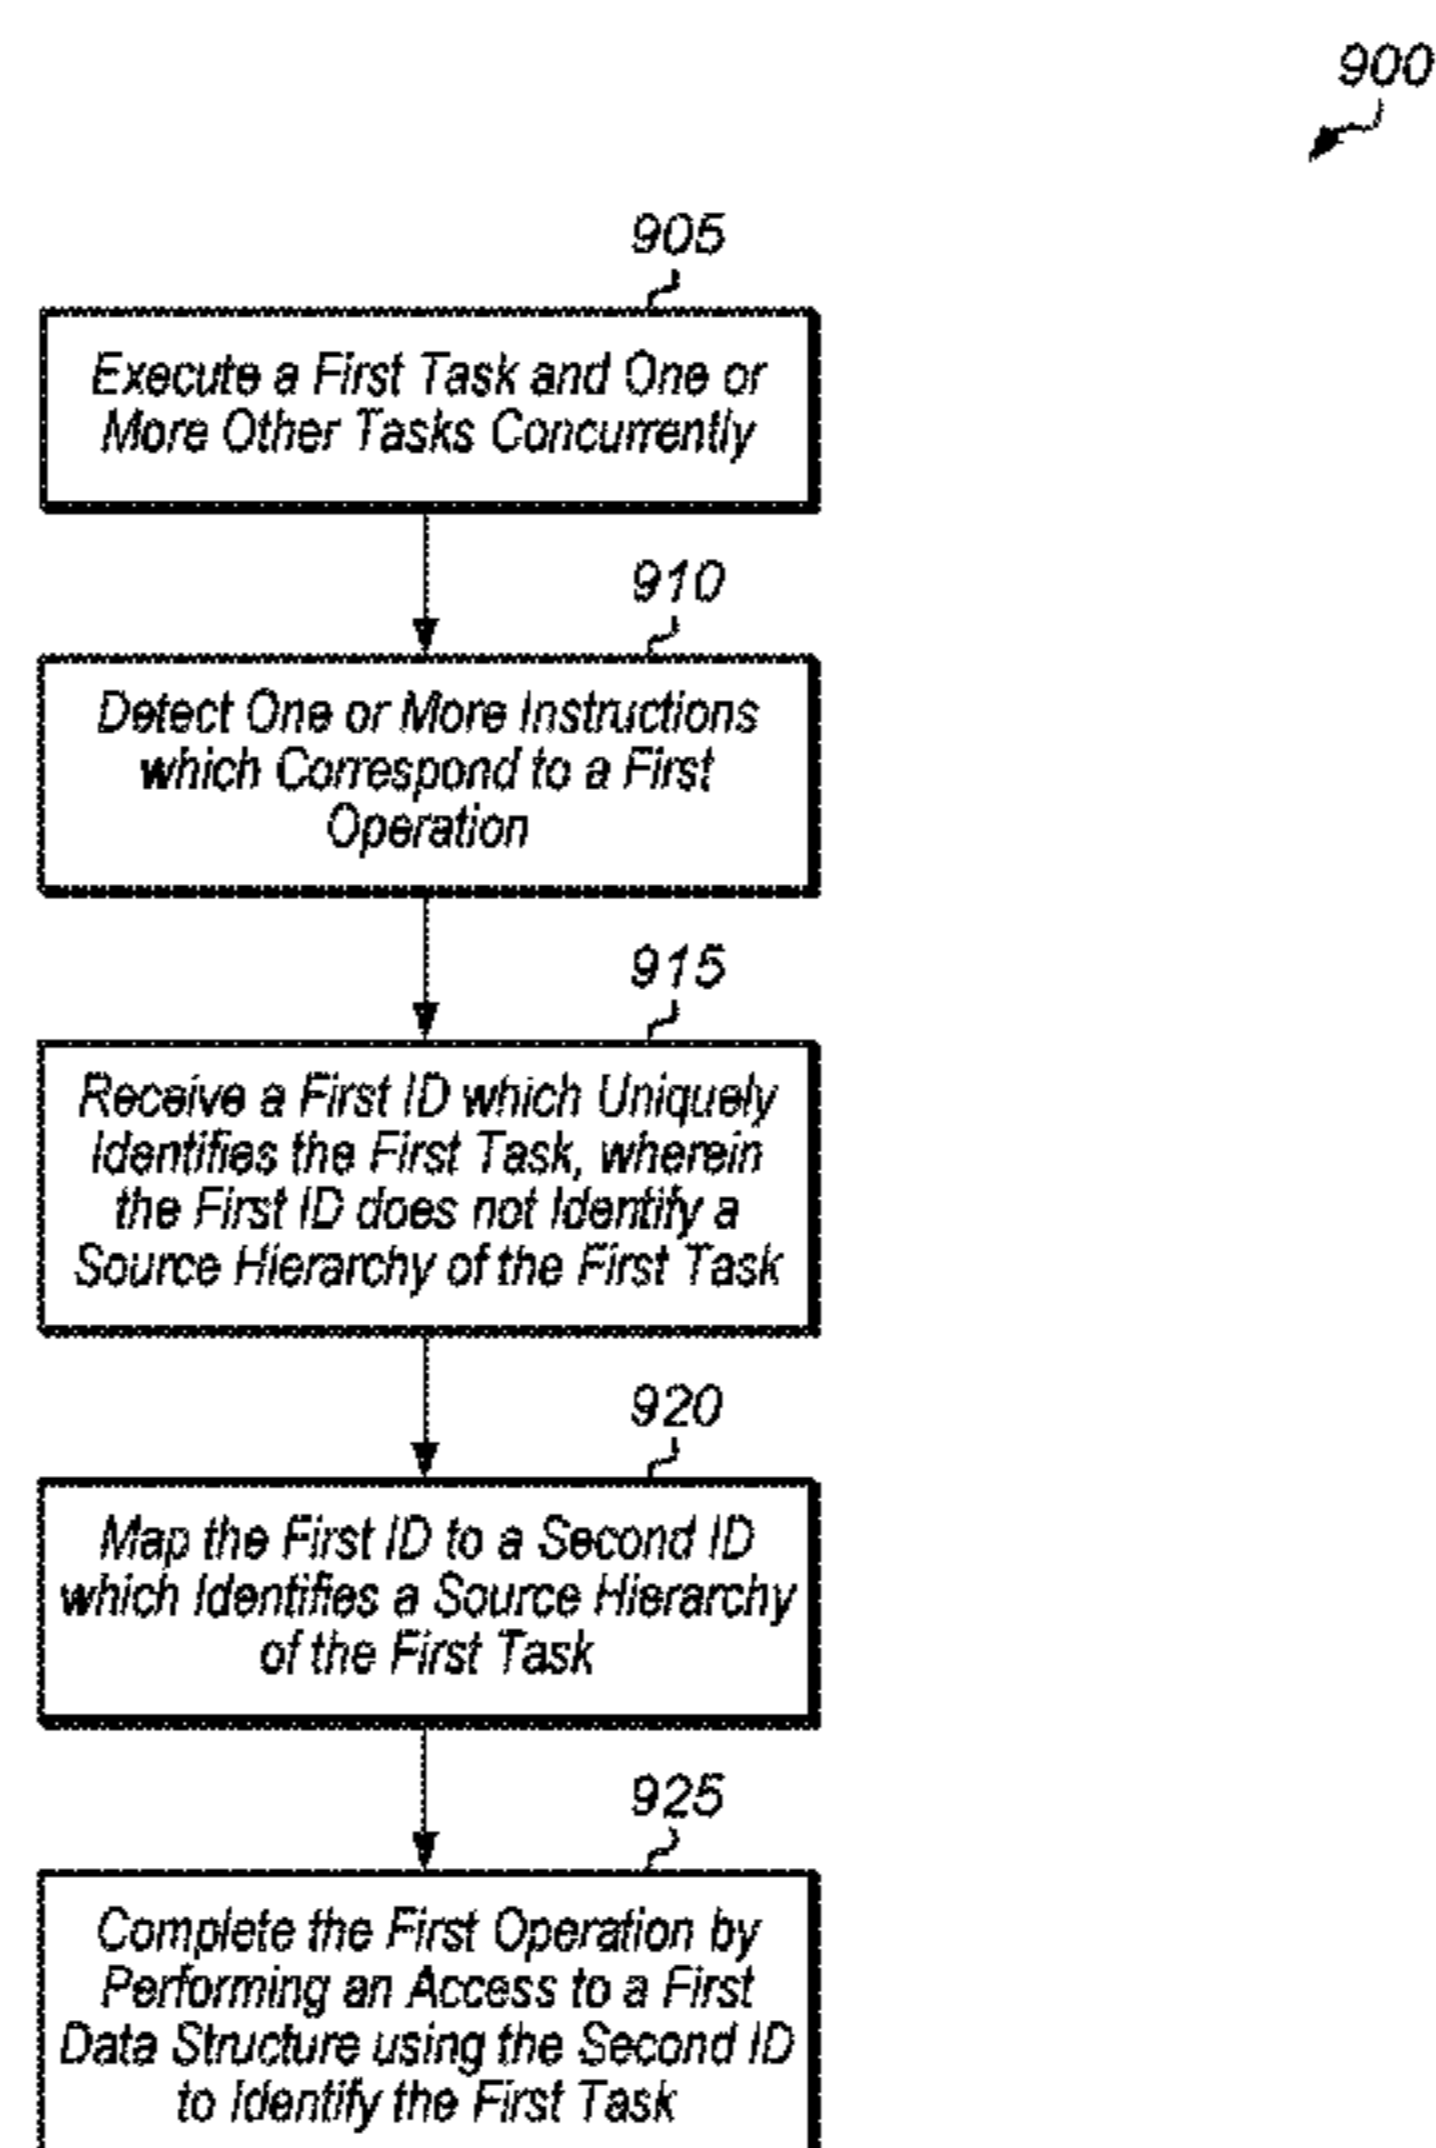 900
905
Execute a First Task and One or
More Other Tasks Concurrently
910
Detect One or More Instructions
which Correspond to a First
Operation
915
Receive a First ID which Uniquely
Identifies the First Task, wherein
the First ID does not Identify a
Source Hierarchy of the First Task
920
Map the First ID to a Second ID
which Identifies a Source Hierarchy
of the First Task
925
Complete the First Operation by
Performing an Access to a First
Data Structure using the Second ID
to Identify the First Task